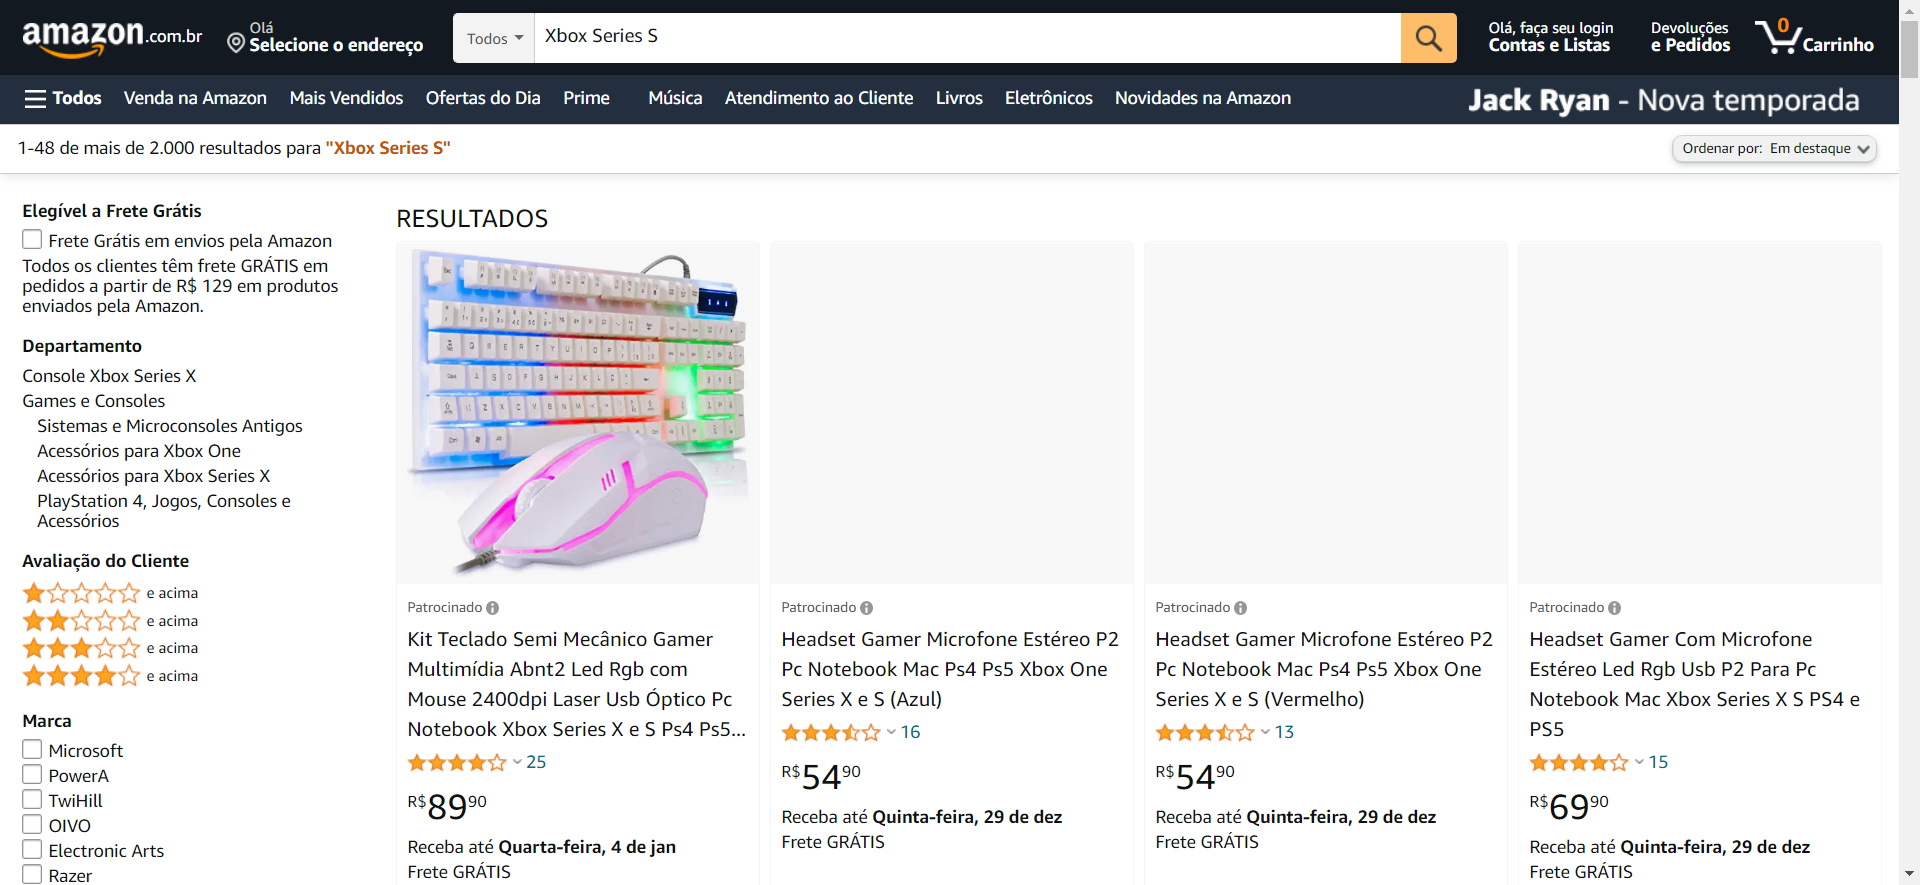 amazon.com.br
Olá
Selecione o endereço
Todos
Xbox Series S
Olá, faça seu login
Contas e Listas
Devoluções
e Pedidos
0
Carrinho
Todos
Venda na Amazon
Mais Vendidos
Ofertas do Dia
Prime
Música
Atendimento ao Cliente
Livros
Eletrônicos
Novidades na Amazon
Jack Ryan - Nova temporada
1-48 de mais de 2.000 resultados para "Xbox Series S"
Ordenar por: Em destaque
Elegível a Frete Grátis
Frete Grátis em envios pela Amazon
Todos os clientes têm frete GRÁTIS em
pedidos a partir de R$ 129 em produtos
enviados pela Amazon.
Departamento
Console Xbox Series X
Games e Consoles
Sistemas e Microconsoles Antigos
Acessórios para Xbox One
Acessórios para Xbox Series X
PlayStation 4, Jogos, Consoles e
Acessórios
Avaliação do Cliente
e acima
e acima
e acima
e acima
Marca
Microsoft
PowerA
TwiHill
OIVO
Electronic Arts
Razer
RESULTADOS
Patrocinado
Kit Teclado Semi Mecânico Gamer
Multimídia Abnt2 Led Rgb com
Mouse 2400dpi Laser Usb Óptico Pc
Notebook Xbox Series X e S Ps4 Ps5...
25
R$8990
Receba até Quarta-feira, 4 de jan
Frete GRÁTIS
Patrocinado
Headset Gamer Microfone Estéreo P2
Pc Notebook Mac Ps4 Ps5 Xbox One
Series X e S (Azul)
16
R$5490
Receba até Quinta-feira, 29 de dez
Frete GRÁTIS
Patrocinado
Headset Gamer Microfone Estéreo P2
Pc Notebook Mac Ps4 Ps5 Xbox One
Series X e S (Vermelho)
13
R$5490
Receba até Quinta-feira, 29 de dez
Frete GRÁTIS
Patrocinado
Headset Gamer Com Microfone
Estéreo Led Rgb Usb P2 Para Pc
Notebook Mac Xbox Series X S PS4 e
PS5
15
R$6990
Receba até Quinta-feira, 29 de dez
Frete GRÁTIS